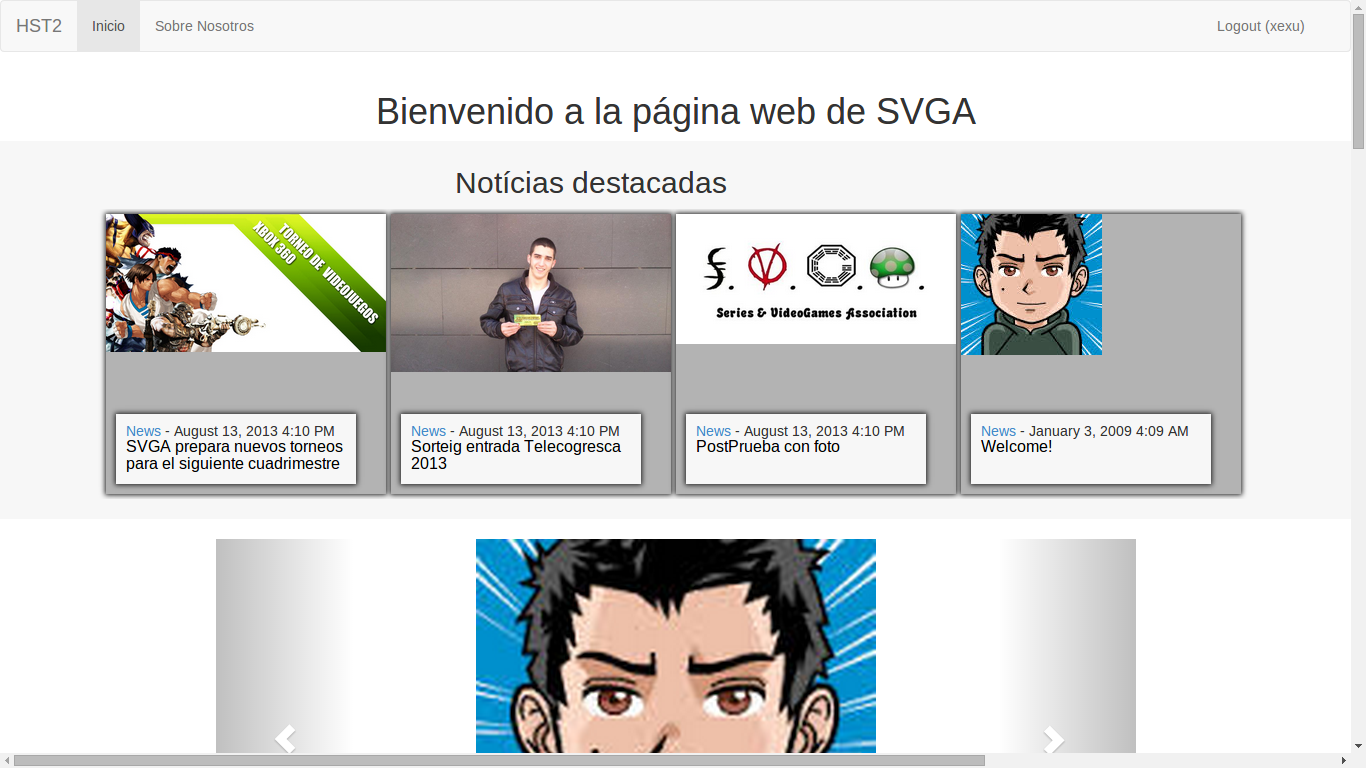 HST2
Inicio
Sobre Nosotros
Logout (xexu)
Bienvenido a la página web de SVGA
Notícias destacadas
TORNEO DE VIDEOJUEGOS
XBOX 360
Series & VideoGames Association
News - August 13, 2013 4:10 PM
SVGA prepara nuevos torneos
para el siguiente cuadrimestre
News - August 13, 2013 4:10 PM
Sorteig entrada Telecogresca
2013
News - August 13, 2013 4:10 PM
PostPrueba con foto
News - January 3, 2009 4:09 AM
Welcome!